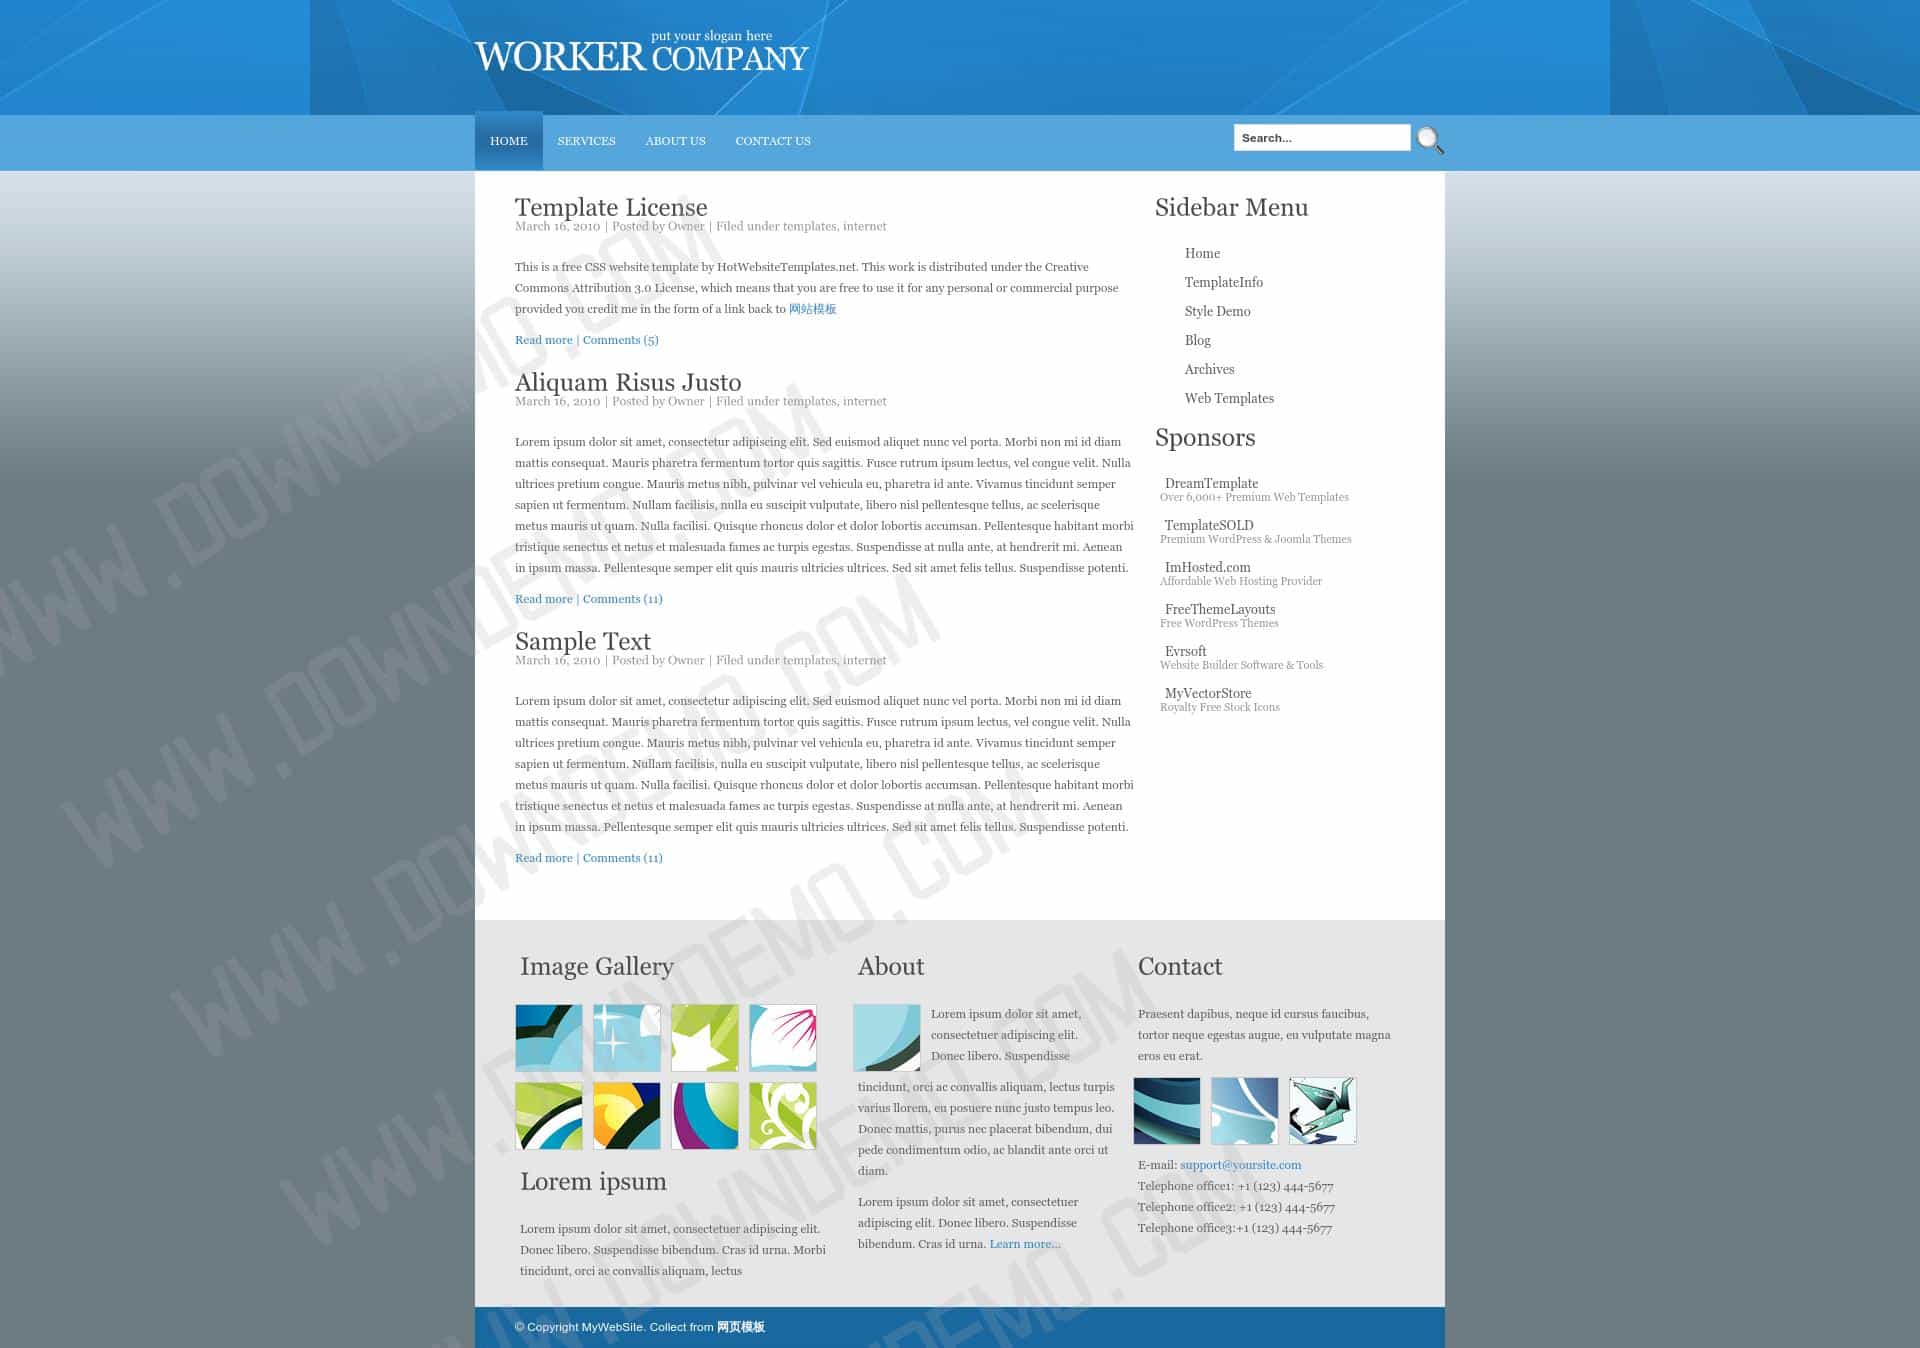 put your slogan here
WORKER COMPANY
HOME SERVICES ABOUT US CONTACT US
Search...
Template License
March 16, 2010 | Posted by Owner | Filed under templates, internet
This is a free CSS website template by HotWebsiteTemplates.net. This work is distributed under the Creative
Commons Attribution 3.0 License, which means that you are free to use it for any personal or commercial purpose
provided you credit me in the form of a link back to 网站模板
Read more | Comments (5)
Aliquam Risus Justo
March 16, 2010 | Posted by Owner | Filed under templates, internet
Lorem ipsum dolor sit amet, consectetur adipiscing elit. Sed euismod aliquet nunc vel porta. Morbi non mi id diam
mattis consequat. Mauris pharetra fermentum tortor quis sagittis. Fusce rutrum ipsum lectus, vel congue velit. Nulla
ultrices pretium congue. Mauris metus nibh, pulvinar vel vehicula eu, pharetra id ante. Vivamus tincidunt semper
sapien ut fermentum. Nullam facilisis, nulla eu suscipit vulputate, libero nisl pellentesque tellus, ac scelerisque
metus mauris ut quam. Nulla facilisi. Quisque rhoncus dolor et dolor lobortis accumsan. Pellentesque habitant morbi
tristique senectus et netus et malesuada fames ac turpis egestas. Suspendisse at nulla ante, at hendrerit mi. Aenean
in ipsum massa. Pellentesque semper elit quis mauris ultricies ultrices. Sed sit amet felis tellus. Suspendisse potenti.
Read more | Comments (11)
Sample Text
March 16, 2010 | Posted by Owner | Filed under templates, internet
Lorem ipsum dolor sit amet, consectetur adipiscing elit. Sed euismod aliquet nunc vel porta. Morbi non mi id diam
mattis consequat. Mauris pharetra fermentum tortor quis sagittis. Fusce rutrum ipsum lectus, vel congue velit. Nulla
ultrices pretium congue. Mauris metus nibh, pulvinar vel vehicula eu, pharetra id ante. Vivamus tincidunt semper
sapien ut fermentum. Nullam facilisis, nulla eu suscipit vulputate, libero nisl pellentesque tellus, ac scelerisque
metus mauris ut quam. Nulla facilisi. Quisque rhoncus dolor et dolor lobortis accumsan. Pellentesque habitant morbi
tristique senectus et netus et malesuada fames ac turpis egestas. Suspendisse at nulla ante, at hendrerit mi. Aenean
in ipsum massa. Pellentesque semper elit quis mauris ultricies ultrices. Sed sit amet felis tellus. Suspendisse potenti.
Read more | Comments (11)
Sidebar Menu
Home
TemplateInfo
Style Demo
Blog
Archives
Web Templates
Sponsors
DreamTemplate
Over 6,000+ Premium Web Templates
TemplateSOLD
Premium WordPress & Joomla Themes
ImHosted.com
Affordable Web Hosting Provider
FreeThemeLayouts
Free WordPress Themes
Evrsoft
Website Builder Software & Tools
MyVectorStore
Royalty Free Stock Icons
Image Gallery
Lorem ipsum
Lorem ipsum dolor sit amet, consectetuer adipiscing elit.
Donec libero. Suspendisse bibendum. Cras id urna. Morbi
tincidunt, orci ac convallis aliquam, lectus
About
Lorem ipsum dolor sit amet,
consectetuer adipiscing elit.
Donec libero. Suspendisse
tincidunt, orci ac convallis aliquam, lectus turpis
varius llorem, eu posuere nunc justo tempus leo.
Donec mattis, purus nec placerat bibendum, dui
pede condimentum odio, ac blandit ante orci ut
diam.
Lorem ipsum dolor sit amet, consectetuer
adipiscing elit. Donec libero. Suspendisse
bibendum. Cras id urna. Learn more...
Contact
Praesent dapibus, neque id cursus faucibus,
tortor neque egestas augue, eu vulputate magna
eros eu erat.
E-mail: support@yoursite.com
Telephone office1: +1 (123) 444-5677
Telephone office2: +1 (123) 444-5677
Telephone office3:+1 (123) 444-5677
© Copyright MyWebSite. Collect from 网页模板
WWW.DOWNDEMO.COM
WWW.DOWNDEMO.COM
WWW.DOWNDEMO.COM
WWW.DOWNDEMO.COM
WWW.DOWNDEMO.COM